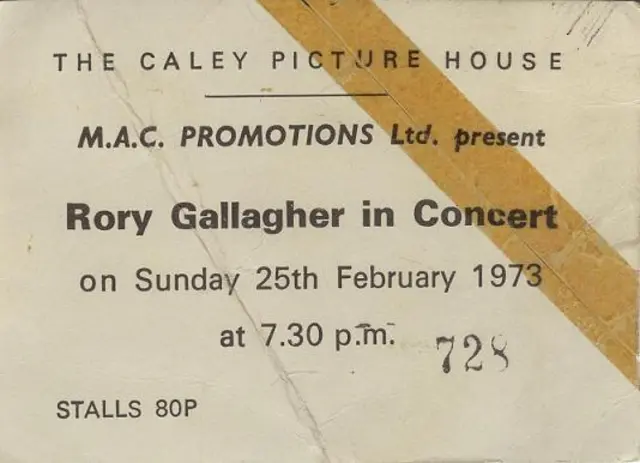 THE CALEY PICTURE HOUSE
M.A.C. PROMOTIONS Ltd. present
Rory Gallagher in Concert
on Sunday 25th February 1973
at 7.30 p.m.
728
STALLS 80P